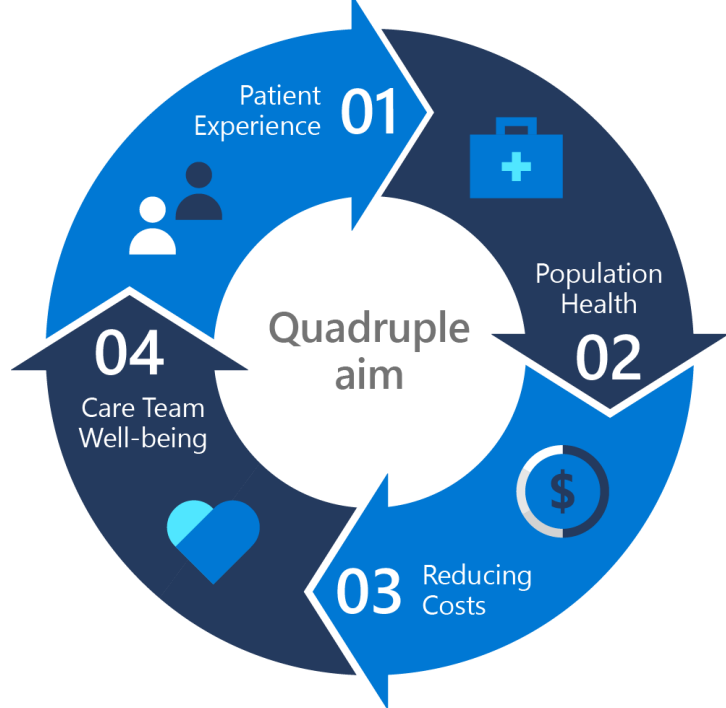 Patient
Experience
01
Population
Health
02
Quadruple
aim
$
03
Reducing
Costs
04
Care Team
Well-being